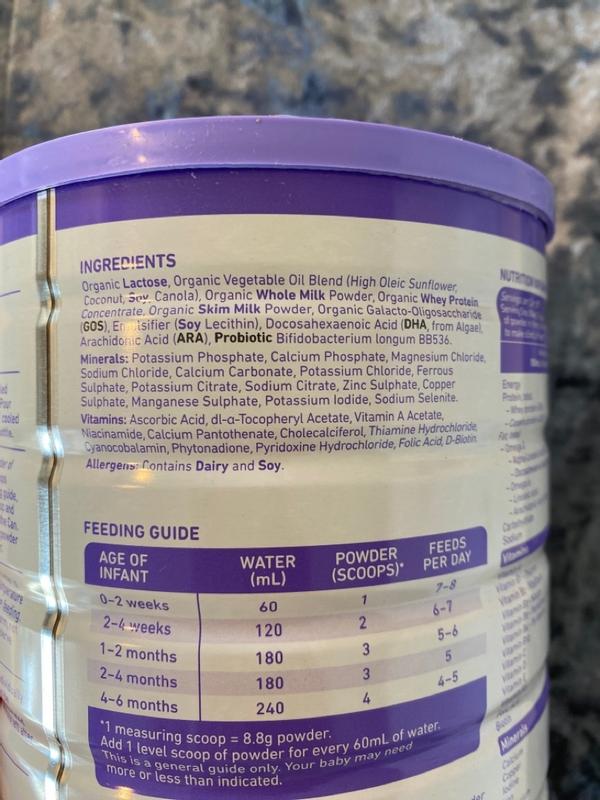 INGREDIENTS
Organic Lactose, Organic Vegetable Oil Blend (High Oleic Sunflower,
Coconut, Soy, Canola), Organic Whole Milk Powder, Organic Whey Protein
Concentrate, Organic Skim Milk Powder, Organic Galacto-Oligosaccharide
(GOS), Emulsifier (Soy Lecithin), Docosahexaenoic Acid (DHA, from Algae),
Arachidonic Acid (ARA), Probiotic Bifidobacterium longum BB536.
Minerals: Potassium Phosphate, Calcium Phosphate, Magnesium Chloride,
Sodium Chloride, Calcium Carbonate, Potassium Chloride, Ferrous
Sulphate, Potassium Citrate, Sodium Citrate, Zinc Sulphate, Copper
Sulphate, Manganese Sulphate, Potassium Iodide, Sodium Selenite.
Vitamins: Ascorbic Acid, dl-α-Tocopheryl Acetate, Vitamin A Acetate,
Niacinamide, Calcium Pantothenate, Cholecalciferol, Thiamine Hydrochloride,
Cyanocobalamin, Phytonadione, Pyridoxine Hydrochloride, Folic Acid, D-Biotin.
Allergens: Contains Dairy and Soy.
FEEDING GUIDE
AGE OF INFANT WATER (mL) POWDER (SCOOPS)* FEEDS PER DAY
0-2 weeks 60 1 7-8
2-4 weeks 120 2 6-7
1-2 months 180 3 5-6
2-4 months 180 3 5
4-6 months 240 4 4-5
*1 measuring scoop = 8.8g powder.
Add 1 level scoop of powder for every 60mL of water.
This is a general guide only. Your baby may need
more or less than indicated.
NUTRITION
Energy
Sodium
Vitamins
Biotin
Minerals